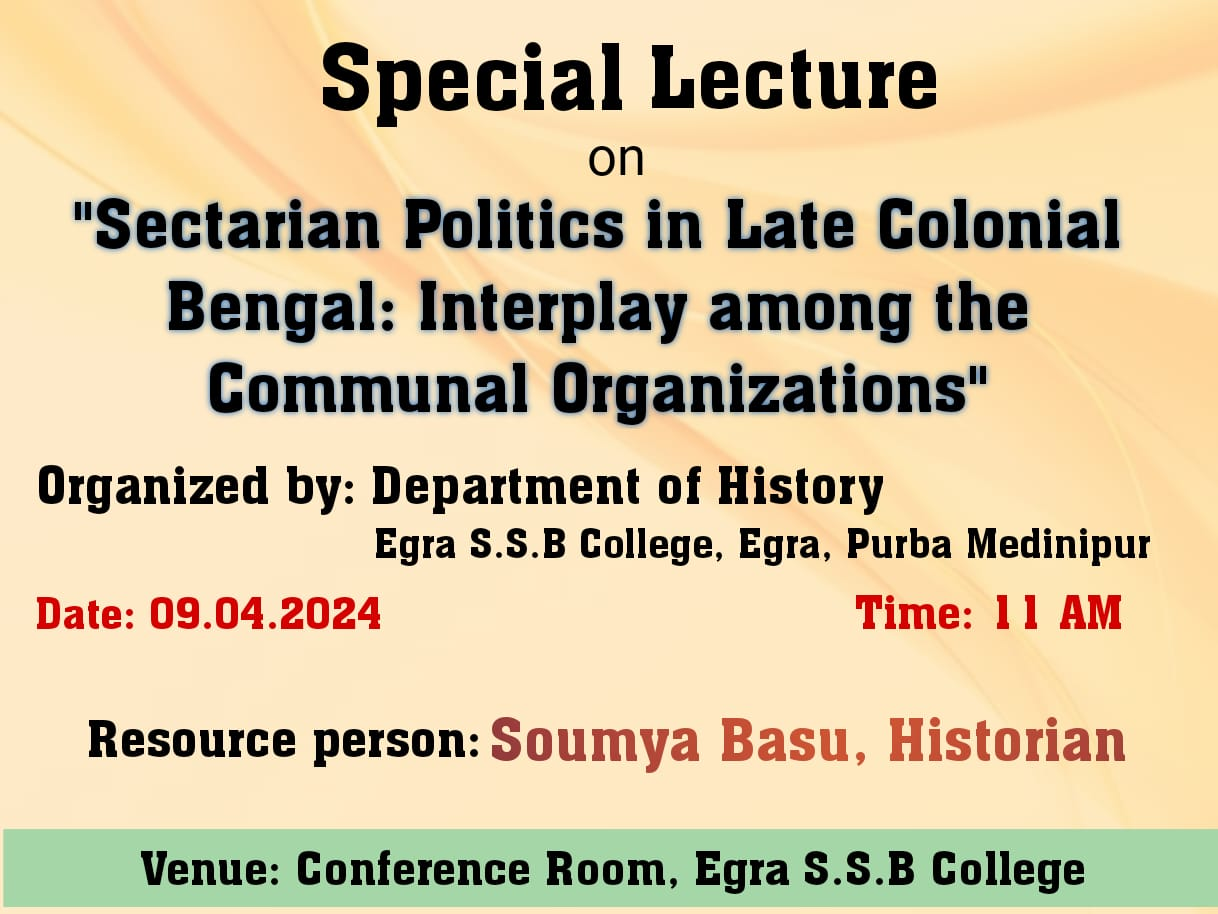 Special Lecture
on
"Sectarian Politics in Late Colonial
Bengal: Interplay among the
Communal Organizations"
Organized by: Department of History
Egra S.S.B College, Egra, Purba Medinipur
Date: 09.04.2024 Time: 11 AM
Resource person: Soumya Basu, Historian
Venue: Conference Room, Egra S.S.B College